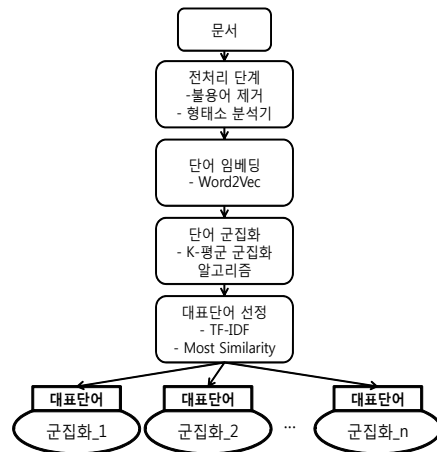 문서
전처리 단계
-불용어 제거
- 형태소 분석기
단어 임베딩
- Word2Vec
단어 군집화
- K-평균 군집화
알고리즘
대표단어 선정
- TF-IDF
- Most Similarity
대표단어 대표단어 대표단어
군집화_1 군집화_2 ... 군집화_n